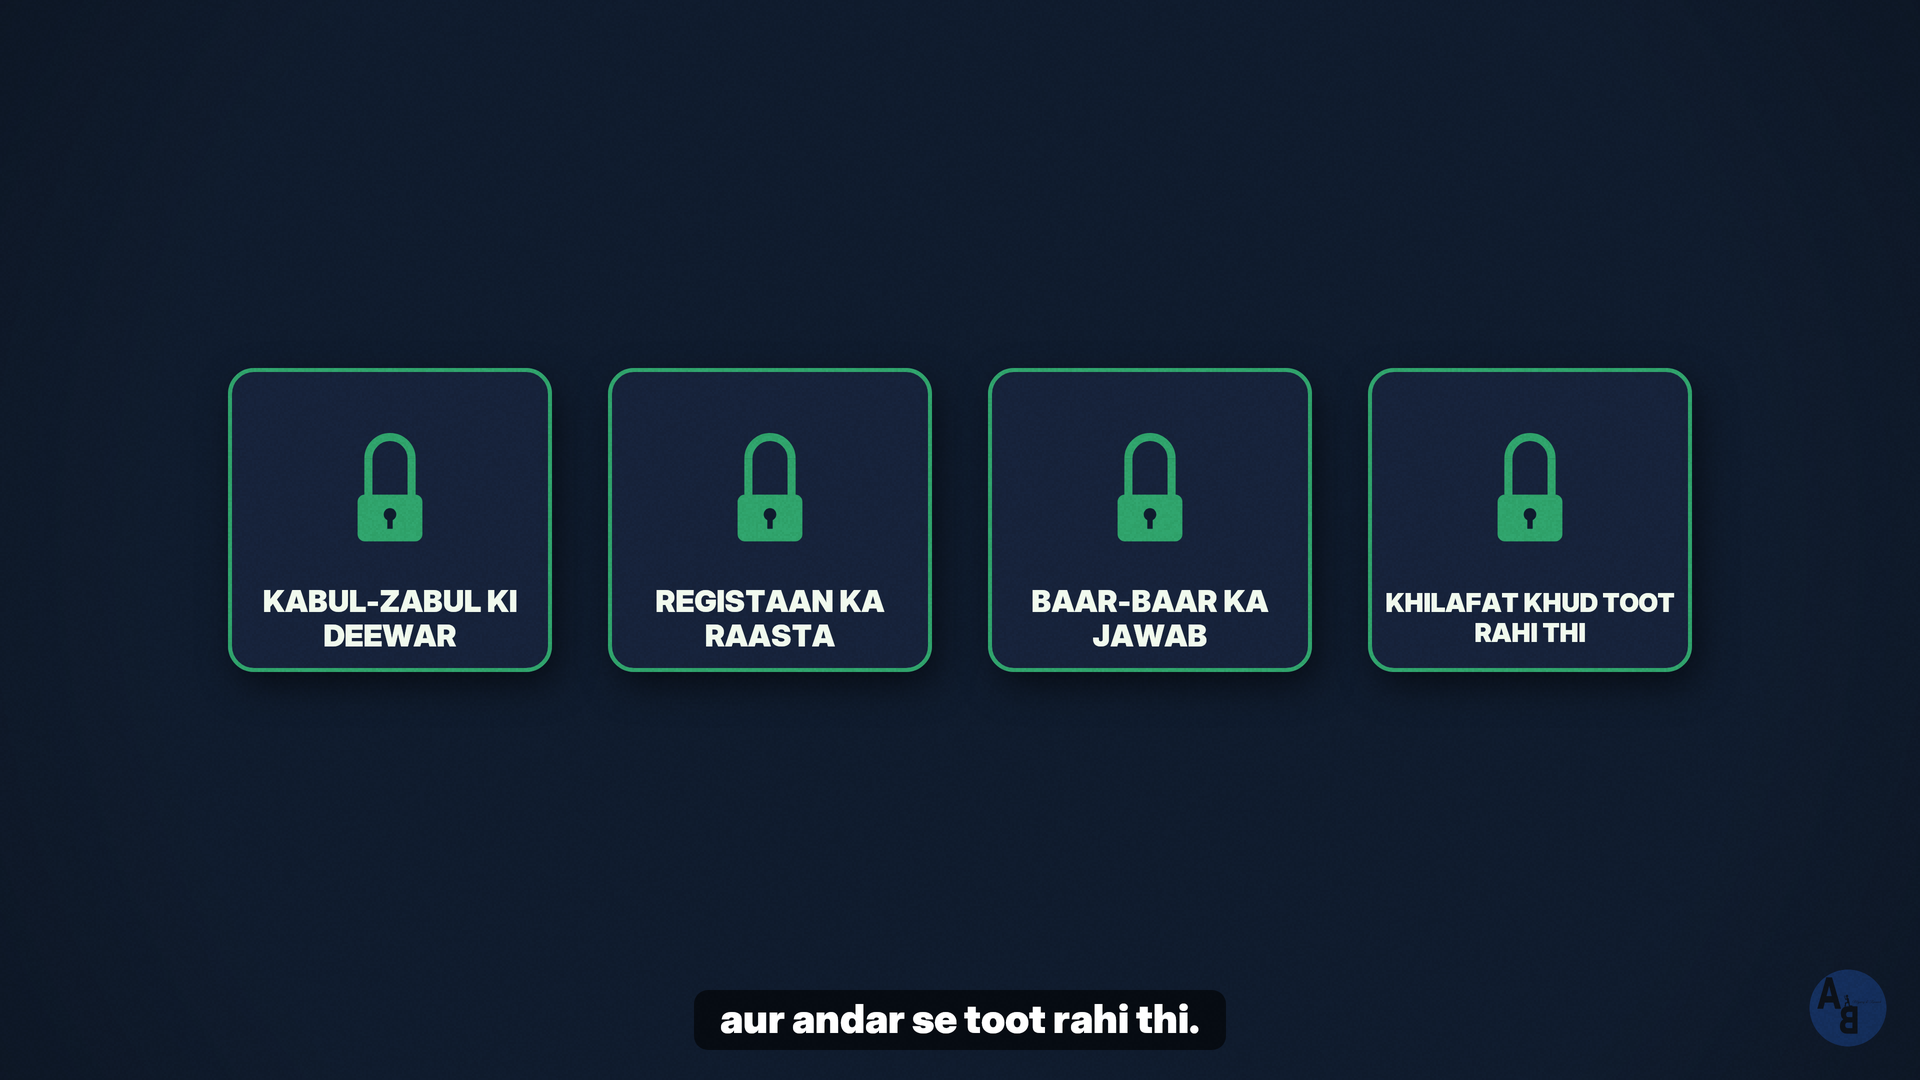 KABUL-ZABUL KI
DEEWAR
REGISTAAN KA
RAASTA
BAAR-BAAR KA
JAWAB
KHILAFAT KHUD TOOT
RAHI THI
aur andar se toot rahi thi.
A
B